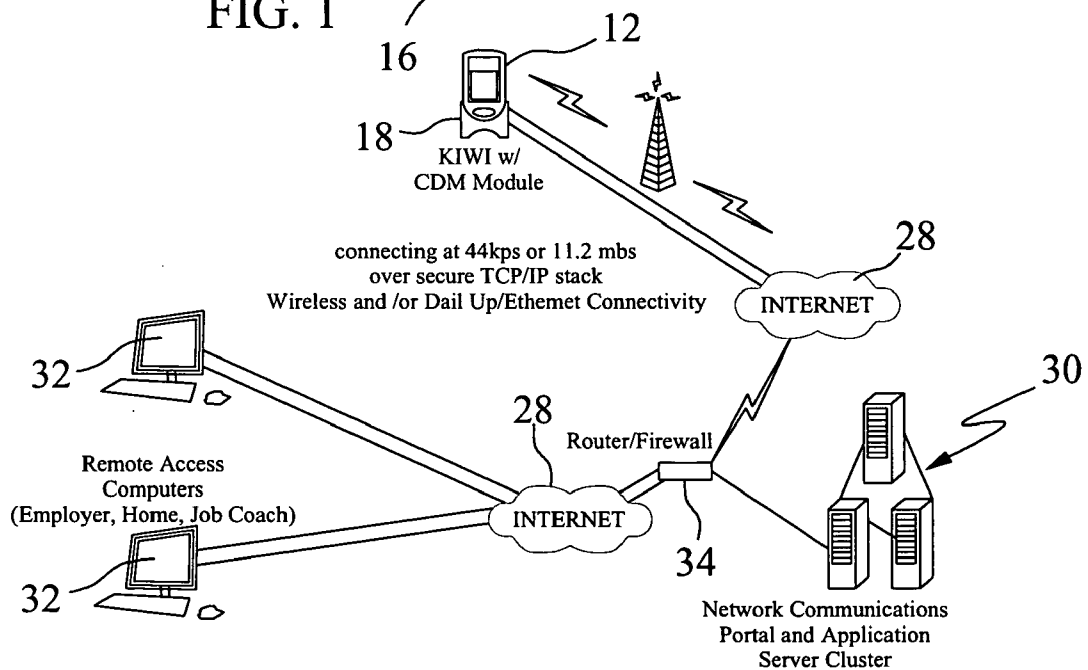 FIG. 1
16
12
18
KIWI w/
CDM Module
connecting at 44kps or 11.2 mbs
over secure TCP/IP stack
Wireless and /or Dail Up/Ethemet Connectivity
28
INTERNET
32
30
28
Router/Firewall
Remote Access
Computers
(Employer, Home, Job Coach)
INTERNET
34
32
Network Communications
Portal and Application
Server Cluster